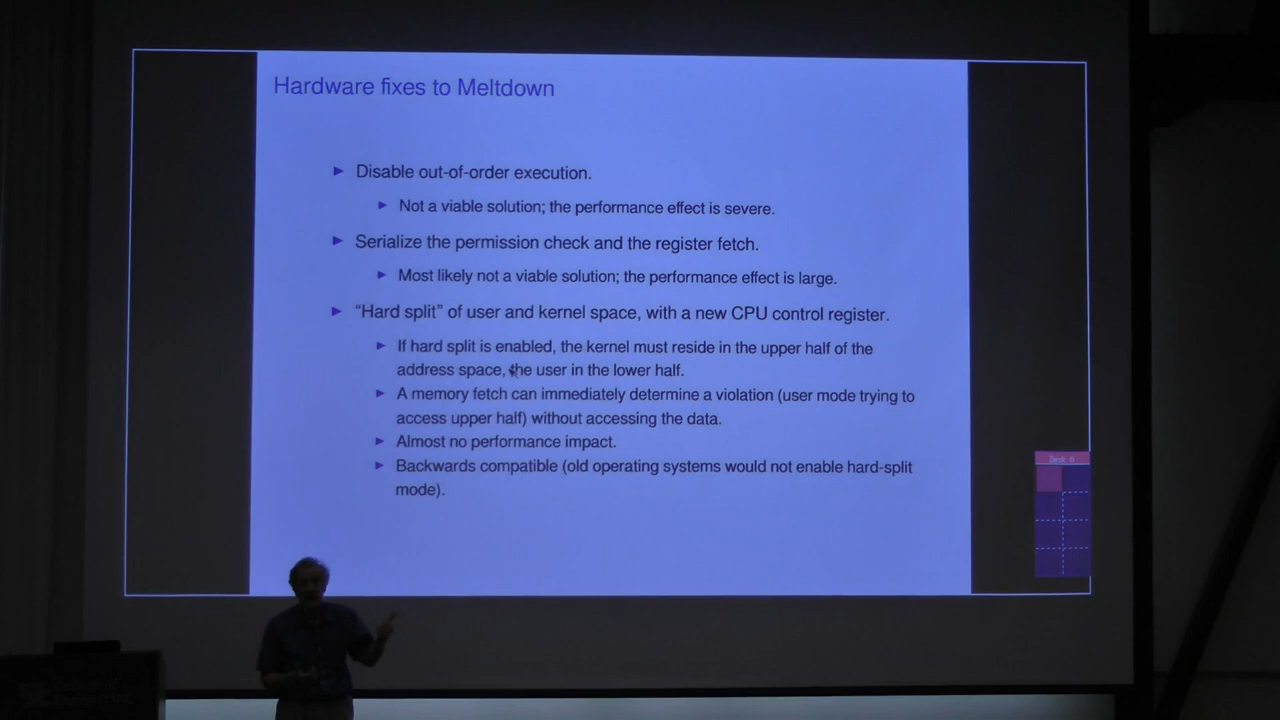 Hardware fixes to Meltdown
Disable out-of-order execution.
Not a viable solution; the performance effect is severe.
Serialize the permission check and the register fetch.
Most likely not a viable solution; the performance effect is large.
“Hard split” of user and kernel space, with a new CPU control register.
If hard split is enabled, the kernel must reside in the upper half of the
address space, the user in the lower half.
A memory fetch can immediately determine a violation (user mode trying to
access upper half) without accessing the data.
Almost no performance impact.
Backwards compatible (old operating systems would not enable hard-split
mode).
Desk